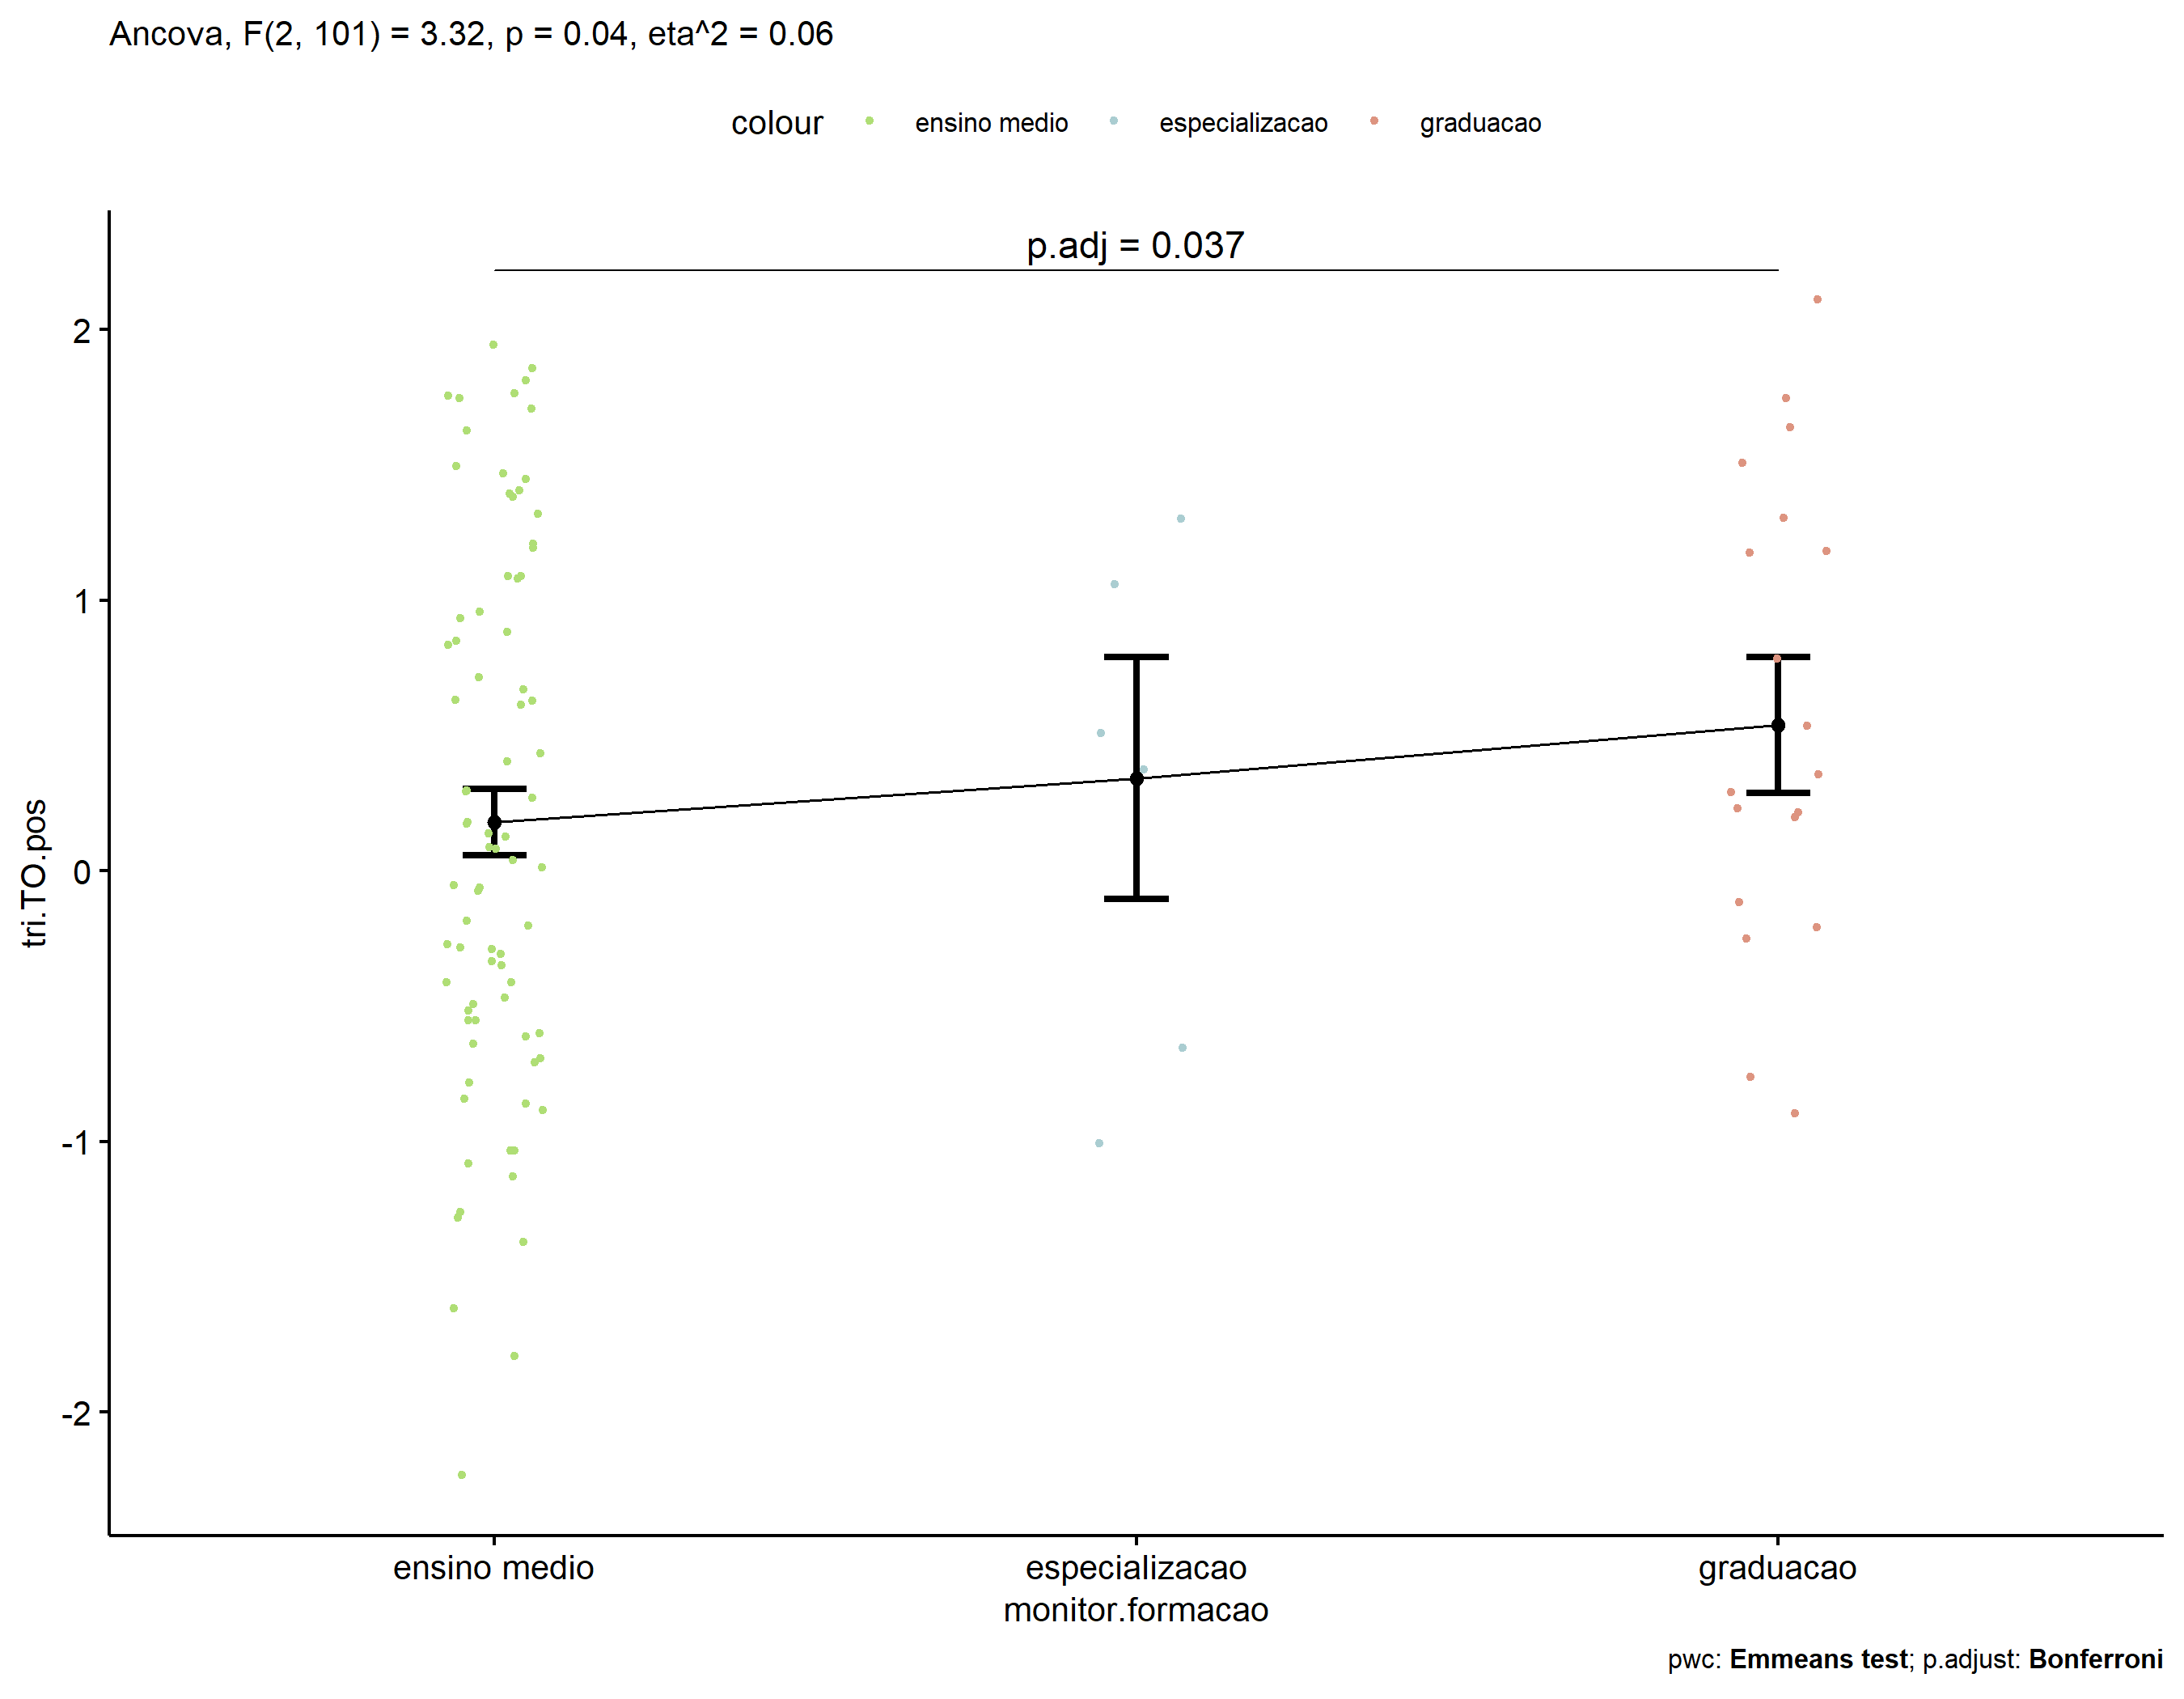 Ancova, F(2, 101) = 3.32, p = 0.04, eta^2 = 0.06
colour ensino medio especializacao graduacao
p.adj = 0.037
2
1
0
-1
-2
tri.TO.pos
ensino medio especializacao graduacao
monitor.formacao
pwc: Emmeans test; p.adjust: Bonferroni